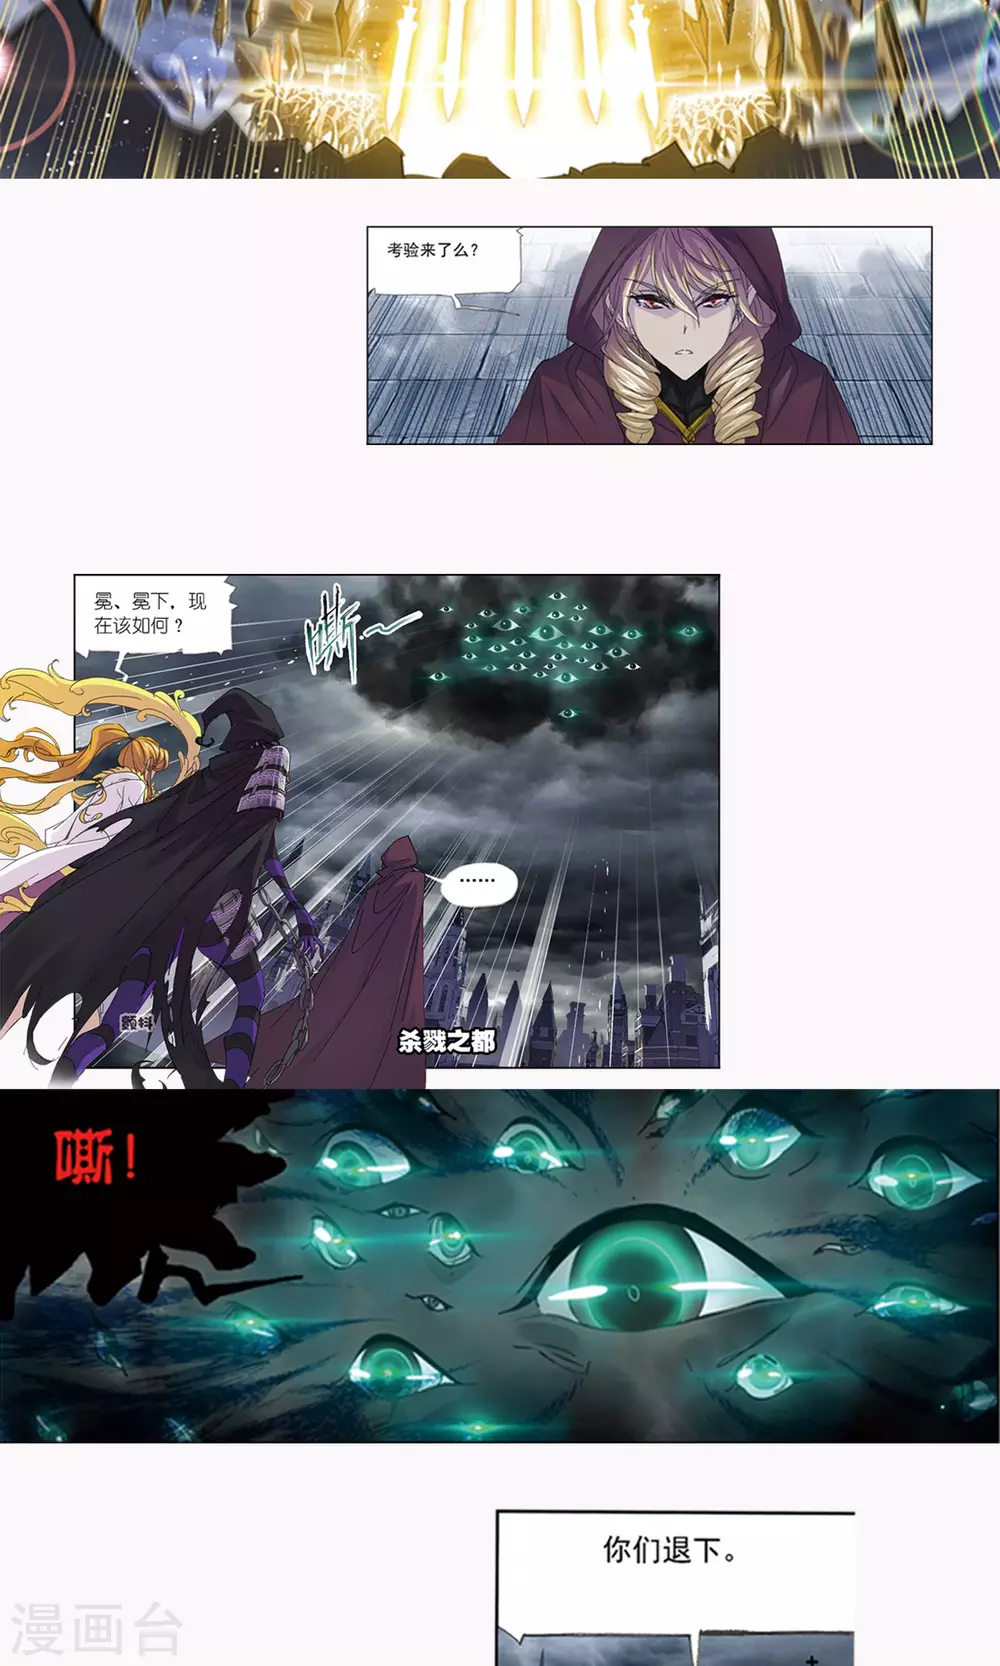 考验来了么？
冕、冕下，现
在该如何？
嘶～
……
颤抖
杀戮之都
嘶！
你们退下。
漫画台